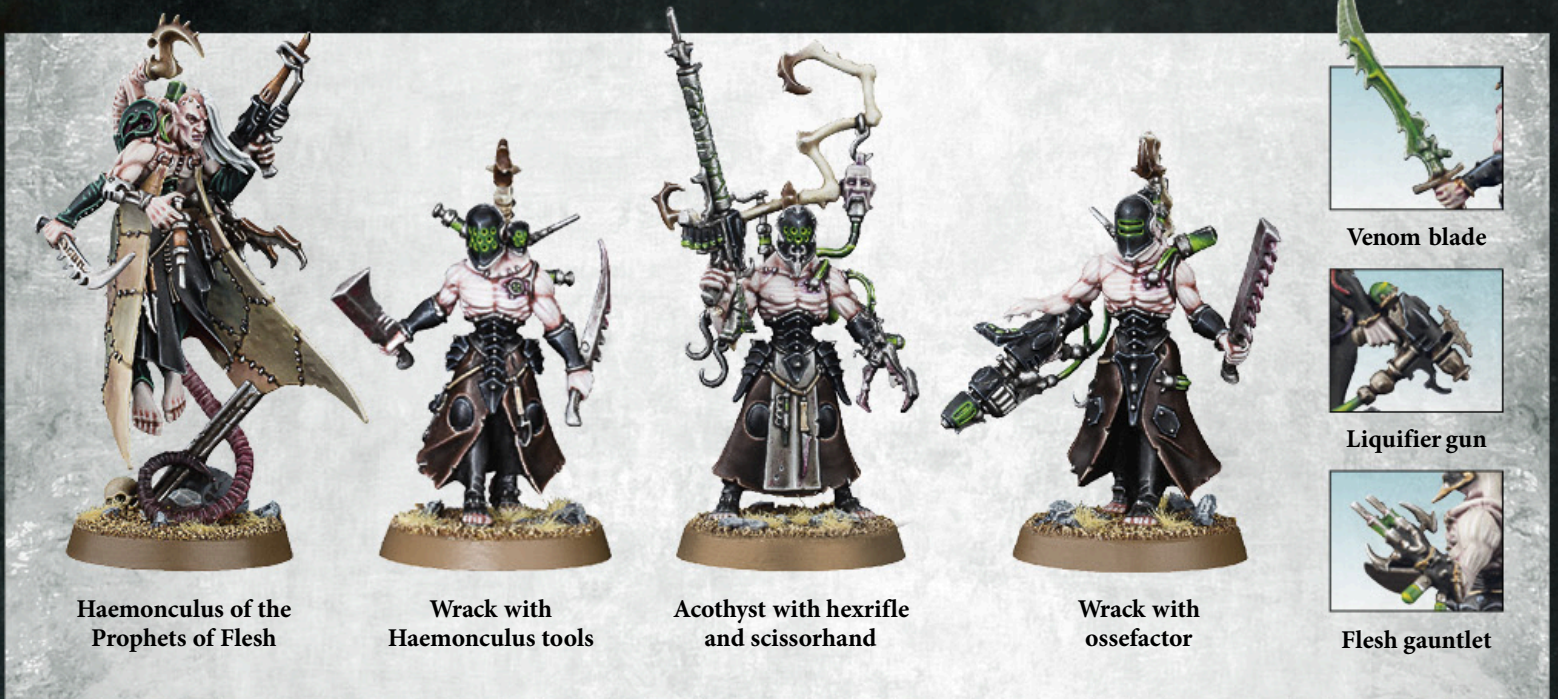 Haemonculus of the
Prophets of Flesh
Wrack with
Haemonculus tools
Acothyst with hexrifle
and scissorhand
Wrack with
ossefactor
Venom blade
Liquifier gun
Flesh gauntlet